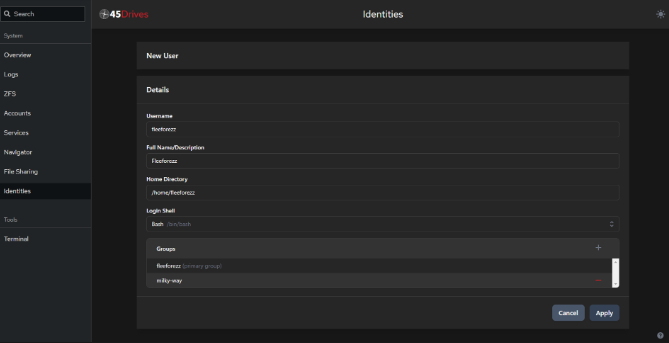 Search
System
Overview
Logs
ZFS
Accounts
Services
Navigator
File Sharing
Identities
Tools
Terminal
45Drives
Identities
New User
Details
Username
fleeforezz
Full Name/Description
Fleeforezz
Home Directory
/home/fleeforezz
Login Shell
Bash /bin/bash
Groups
fleeforezz (primary group)
milky-way
Cancel Apply